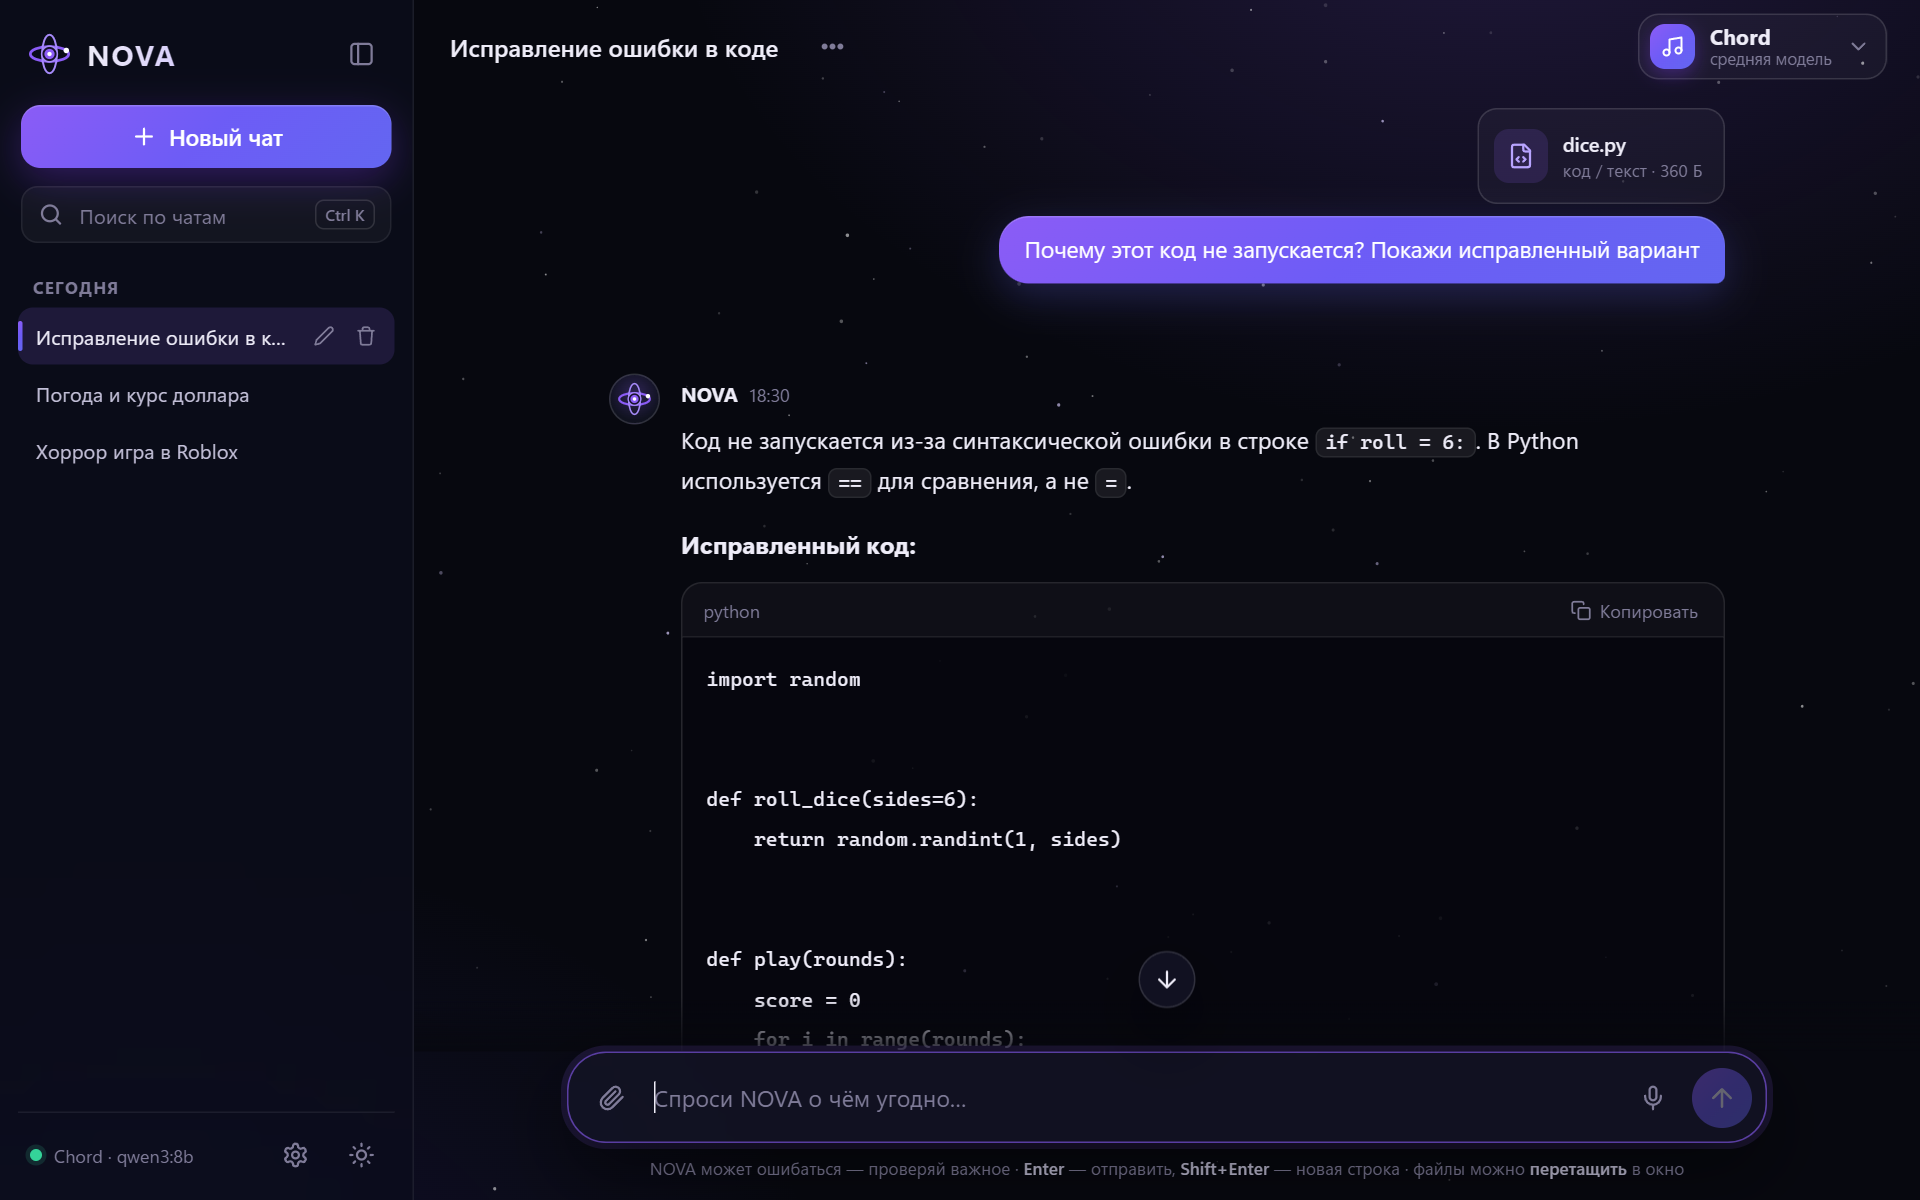 NOVA
Новый чат
Поиск по чатам
Ctrl K
СЕГОДНЯ
Исправление ошибки в к...
Погода и курс доллара
Хоррор игра в Roblox
Chord · qwen3:8b
Исправление ошибки в коде
Chord
средняя модель
dice.py
код / текст · 360 Б
Почему этот код не запускается? Покажи исправленный вариант
NOVA 18:30
Код не запускается из-за синтаксической ошибки в строке if roll = 6:. В Python
используется == для сравнения, а не =.
Исправленный код:
python
Копировать
import random
def roll_dice(sides=6):
    return random.randint(1, sides)
def play(rounds):
    score = 0
    for i in range(rounds):
Спроси NOVA о чём угодно...
NOVA может ошибаться — проверяй важное · Enter — отправить, Shift+Enter — новая строка · файлы можно перетащить в окно